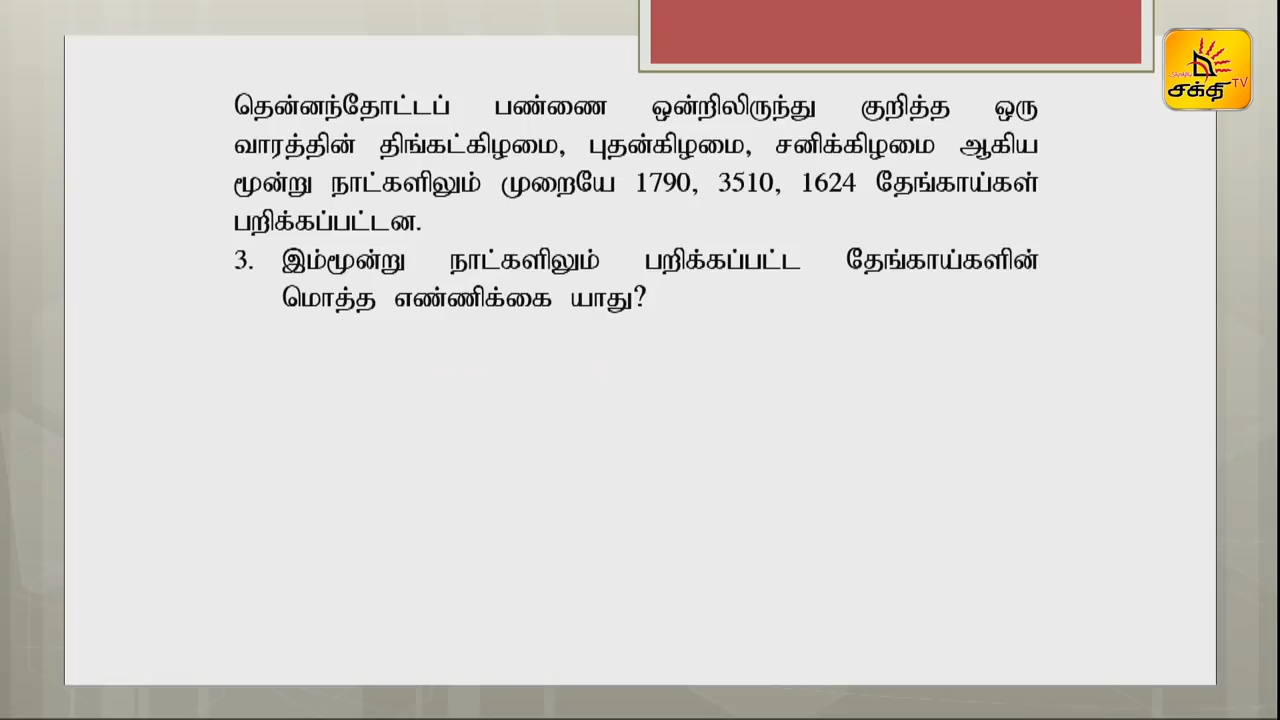 தென்னந்தோட்டப் பண்ணை ஒன்றிலிருந்து குறித்த ஒரு
வாரத்தின் திங்கட்கிழமை, புதன்கிழமை, சனிக்கிழமை ஆகிய
மூன்று நாட்களிலும் முறையே 1790, 3510, 1624 தேங்காய்கள்
பறிக்கப்பட்டன.
3. இம்மூன்று நாட்களிலும் பறிக்கப்பட்ட தேங்காய்களின்
மொத்த எண்ணிக்கை யாது?
சக்தி TV